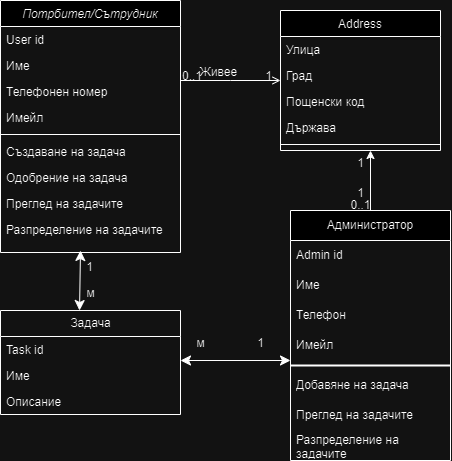 Потрбител/Сътрудник
User id
Име
Телефонен номер
Имейл
Създаване на задача
Одобрение на задача
Преглед на задачите
Разпределение на задачите
Живее
0..1
1
Address
Улица
Град
Пощенски код
Държава
1
1
0..1
Администратор
Admin id
Име
Телефон
Имейл
Добавяне на задача
Преглед на задачите
Разпределение на
задачите
1
м
Задача
Task id
Име
Описание
м
1